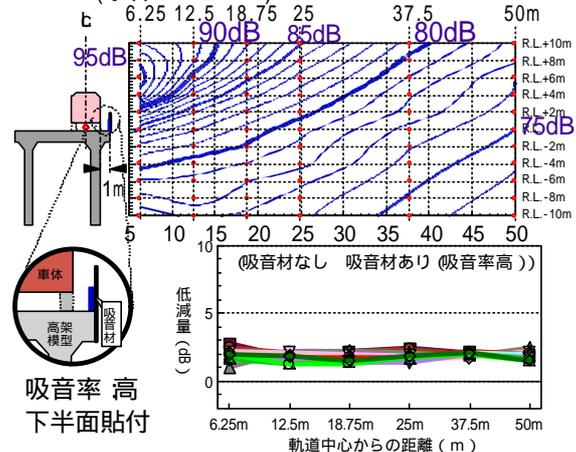 6.25 12.5 18.75 25 37.5 50m
90dB 85dB 80dB
95dB
75dB
R.L.+10m
R.L.+8m
R.L.+6m
R.L.+4m
R.L.+2m
R.L.-2m
R.L.-4m
R.L.-6m
R.L.-8m
R.L.-10m
1m
5 10 15 20 25 30 35 40 45 50
車体
高架
模型
吸音材
吸音率:高
下半面貼付
(吸音材なし 吸音材あり(吸音率高))
低減量(dB)
10
5
0
6.25m 12.5m 18.75m 25m 37.5m 50m
軌道中心からの距離(m)